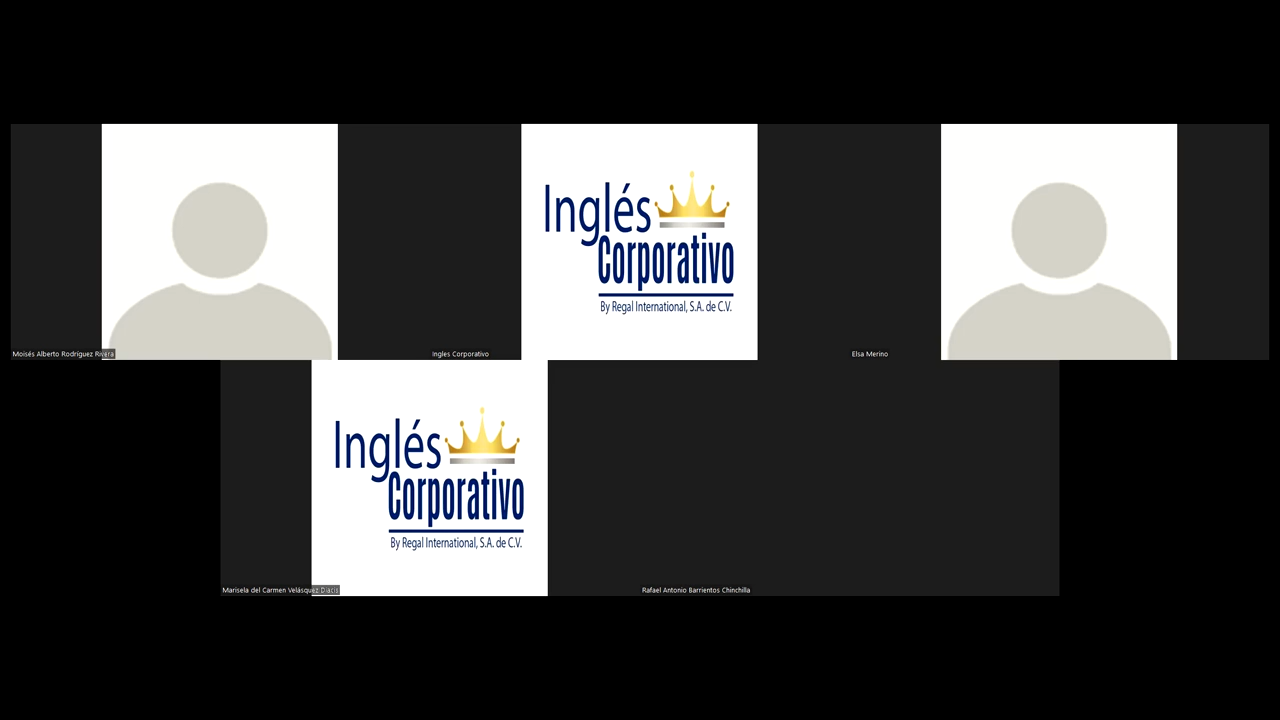 Inglés
Corporativo
By Regal International, S.A. de C.V.
Moisés Alberto Rodríguez Rivera
Ingles Corporativo
Elsa Merino
Inglés
Corporativo
By Regal International, S.A. de C.V.
Marisela del Carmen Velásquez
Rafael Antonio Barrientos Chinchilla